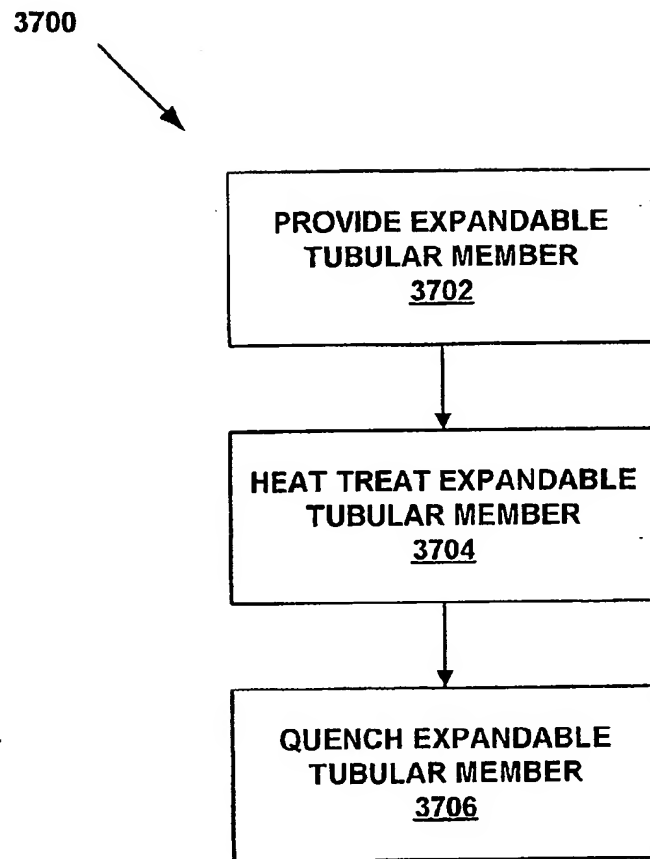 3700
PROVIDE EXPANDABLE
TUBULAR MEMBER
3702
HEAT TREAT EXPANDABLE
TUBULAR MEMBER
3704
QUENCH EXPANDABLE
TUBULAR MEMBER
3706